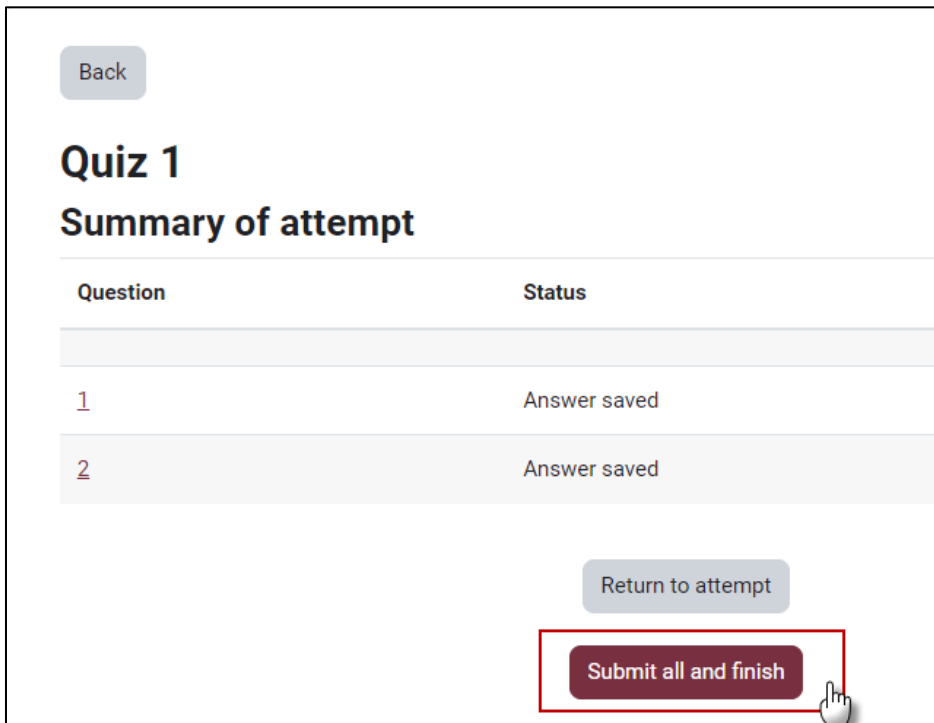 Back
Quiz 1
Summary of attempt
Question Status
1 Answer saved
2 Answer saved
Return to attempt
Submit all and finish